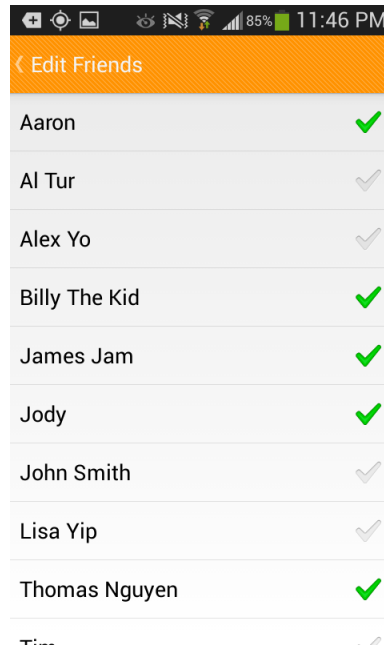 85% 11:46 PM
Edit Friends
Aaron
Al Tur
Alex Yo
Billy The Kid
James Jam
Jody
John Smith
Lisa Yip
Thomas Nguyen
Tim